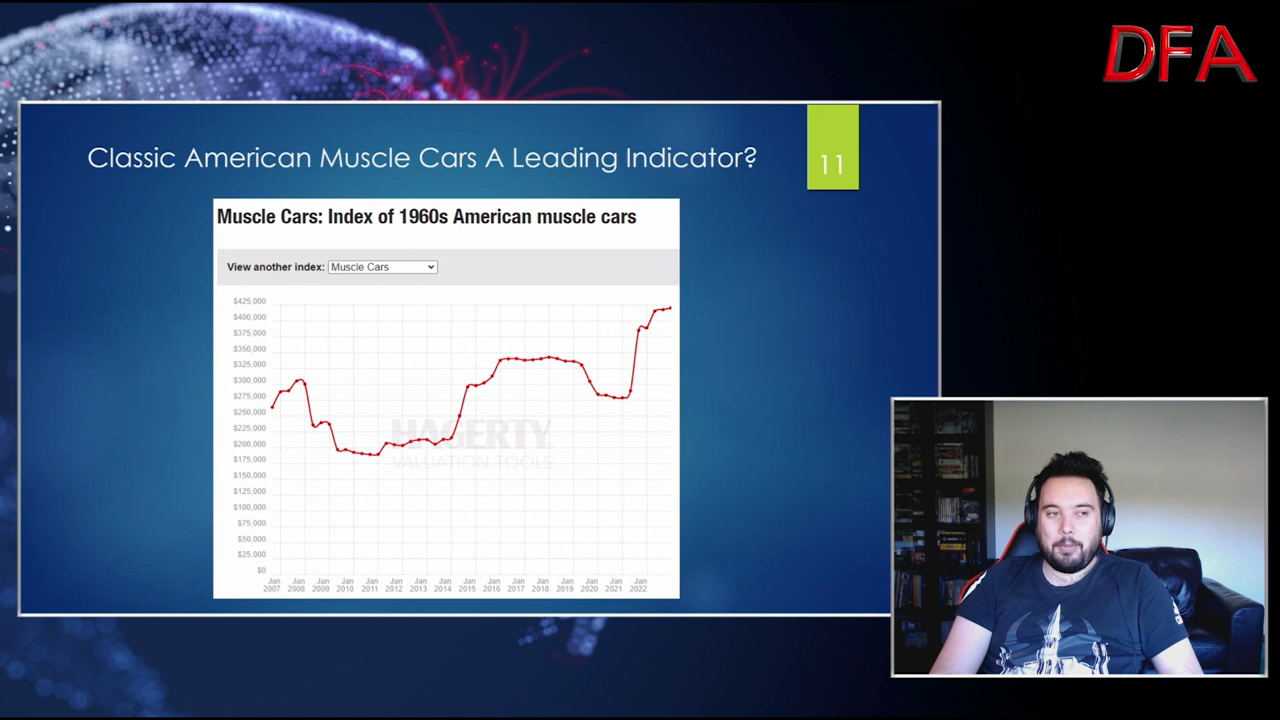 DFA
Classic American Muscle Cars A Leading Indicator?
11
Muscle Cars: Index of 1960s American muscle cars
View another index: Muscle Cars
$425,000
$400,000
$375,000
$350,000
$325,000
$300,000
$275,000
$250,000
$225,000
$200,000
$175,000
$150,000
$125,000
$100,000
$75,000
$50,000
$25,000
$0
HAGERTY
VALUATION TOOLS
Jan Jan Jan Jan Jan Jan Jan Jan Jan Jan Jan Jan Jan Jan Jan Jan
2007 2008 2009 2010 2011 2012 2013 2014 2015 2016 2017 2018 2019 2020 2021 2022